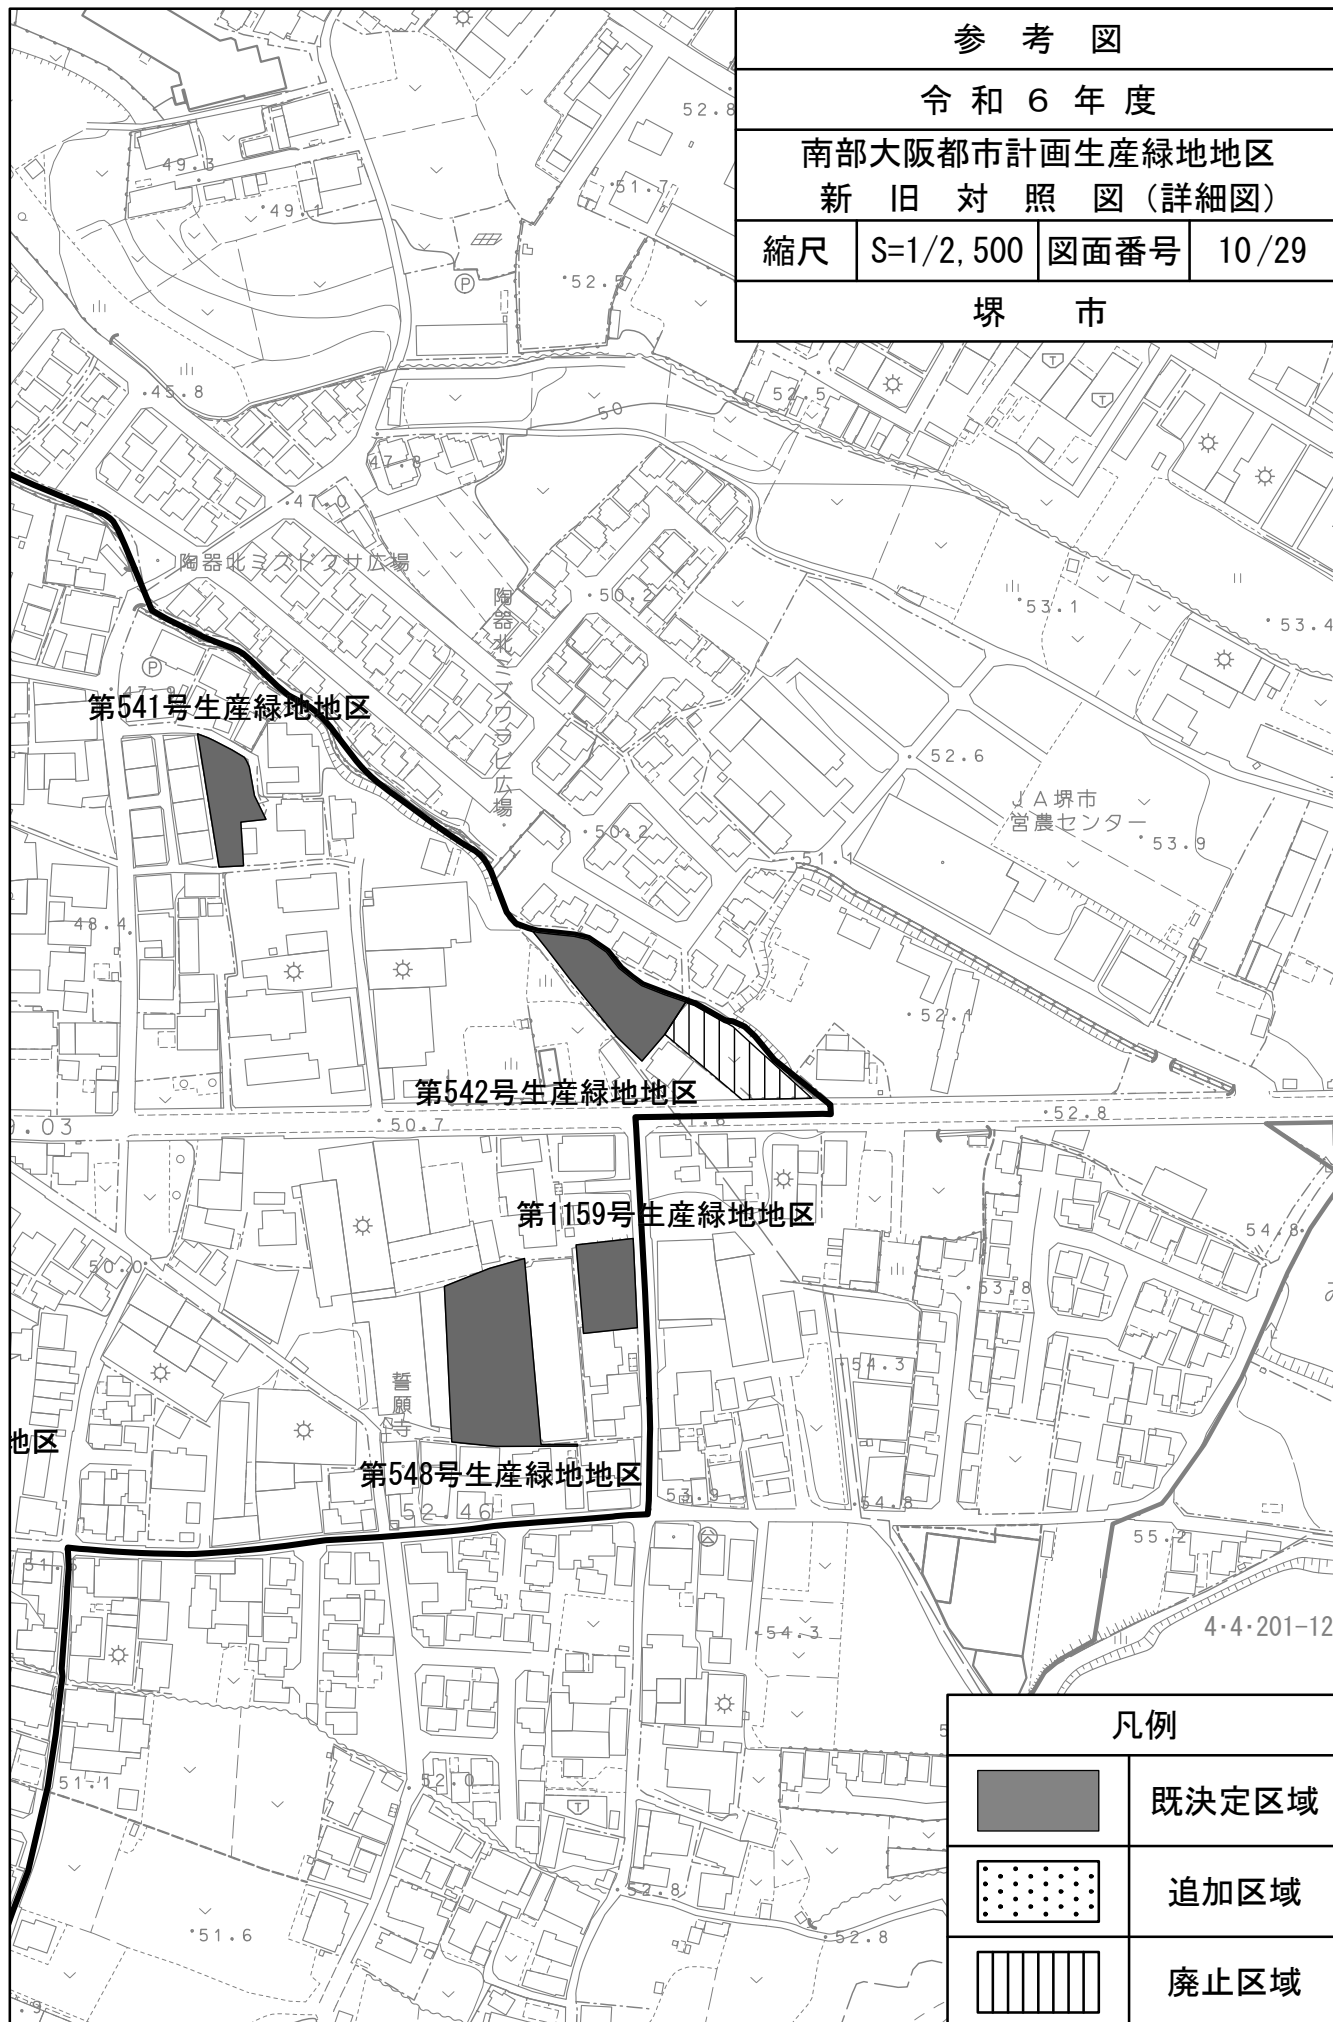 参考図
令和６年度
南部大阪都市計画生産緑地地区
新旧対照図(詳細図)
縮尺 S=1/2,500 図面番号 10/29
堺市
52.8
49.3
51.7
49.1
52.5
P
45.8
52.5
50
47.8
47.0
陶器北ミズトクサ広場
陶器北ミズワラビ広場
50.2
53.1
53.4
P
47.9
第541号生産緑地地区
52.6
JA堺市
営農センター
50.2
51.1
53.9
48.4
52.1
第542号生産緑地地区
9.03
50.7
51.6
52.8
第1159号生産緑地地区
54.8
50.0
53.8
54.3
誓願寺
地区
第548号生産緑地地区
52.46
53.9
54.8
55.2
4・4・201-12
54.3
51.1
52.0
51.6
52.8
52.8
凡例
既決定区域
追加区域
廃止区域